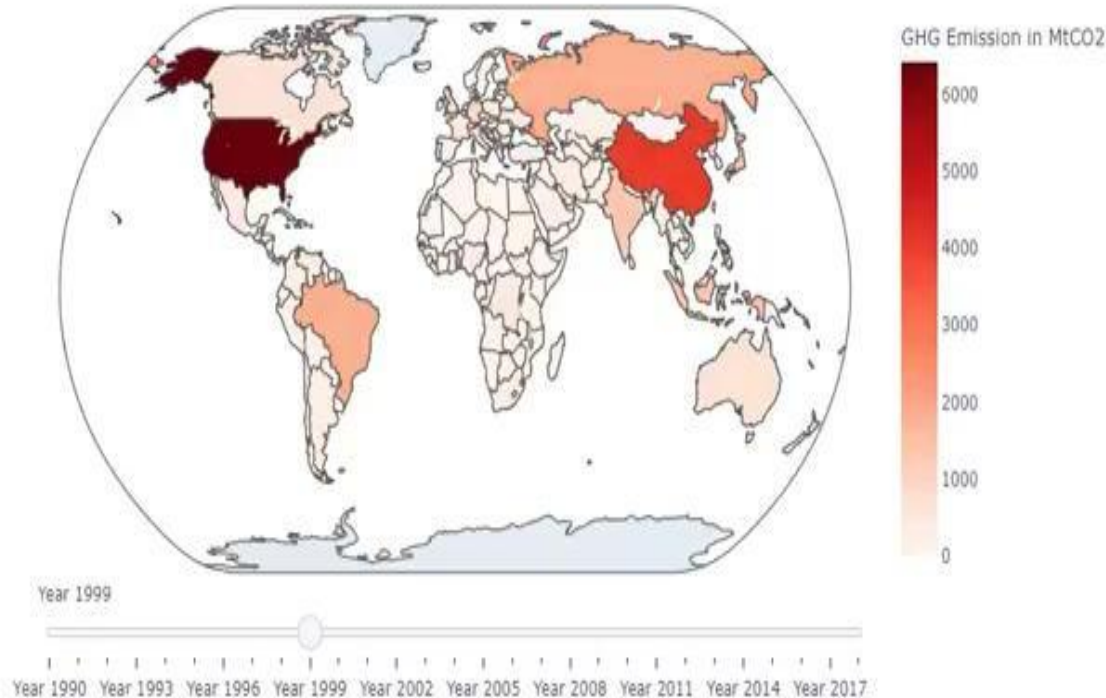 GHG Emission in MtCO2
6000
5000
4000
3000
2000
1000
0
Year 1999
Year 1990 Year 1993 Year 1996 Year 1999 Year 2002 Year 2005 Year 2008 Year 2011 Year 2014 Year 2017